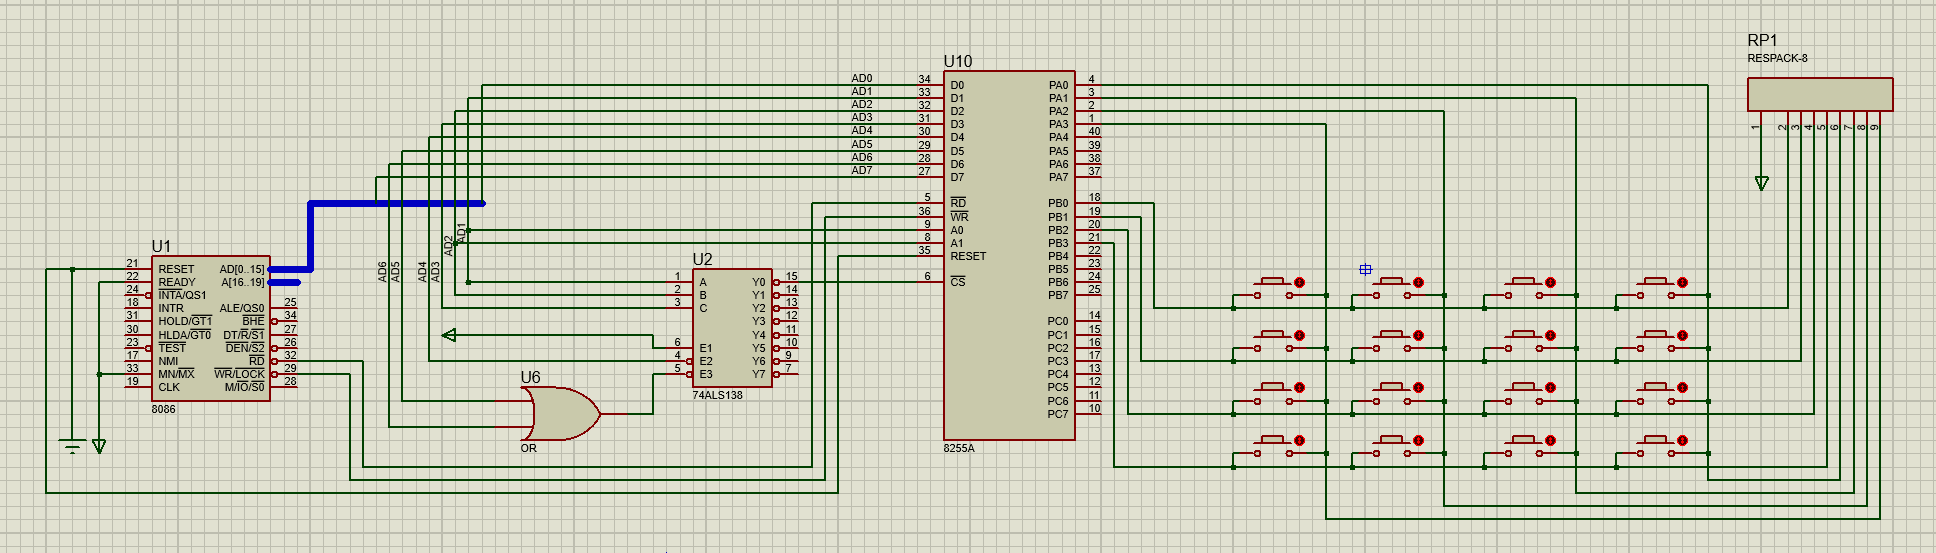 RP1
RESPACK-8
1
2
3
4
5
6
7
8
9
U10
AD0 34 D0 PA0 4
AD1 33 D1 PA1 3
AD2 32 D2 PA2 2
AD3 31 D3 PA3 1
AD4 30 D4 PA4 40
AD5 29 D5 PA5 39
AD6 28 D6 PA6 38
AD7 27 D7 PA7 37
5 RD PB0 18
36 WR PB1 19
9 A0 PB2 20
8 A1 PB3 21
35 RESET PB4 22
PB5 23
6 CS PB6 24
PB7 25
PC0 14
PC1 15
PC2 16
PC3 17
PC4 13
PC5 12
PC6 11
PC7 10
8255A
AD6
AD5
AD4
AD3
AD2
AD1
U1
21 RESET AD[0..15]
22 READY A[16..19]
24 INTA/QS1
18 INTR ALE/QS0 25
31 HOLD/GT1 BHE 34
30 HLDA/GT0 DT/R/S1 27
23 TEST DEN/S2 26
17 NMI RD 32
33 MN/MX WR/LOCK 29
19 CLK M/IO/S0 28
8086
U2
1 A Y0 15
2 B Y1 14
3 C Y2 13
Y3 12
Y4 11
6 E1 Y5 10
4 E2 Y6 9
5 E3 Y7 7
74ALS138
U6
OR